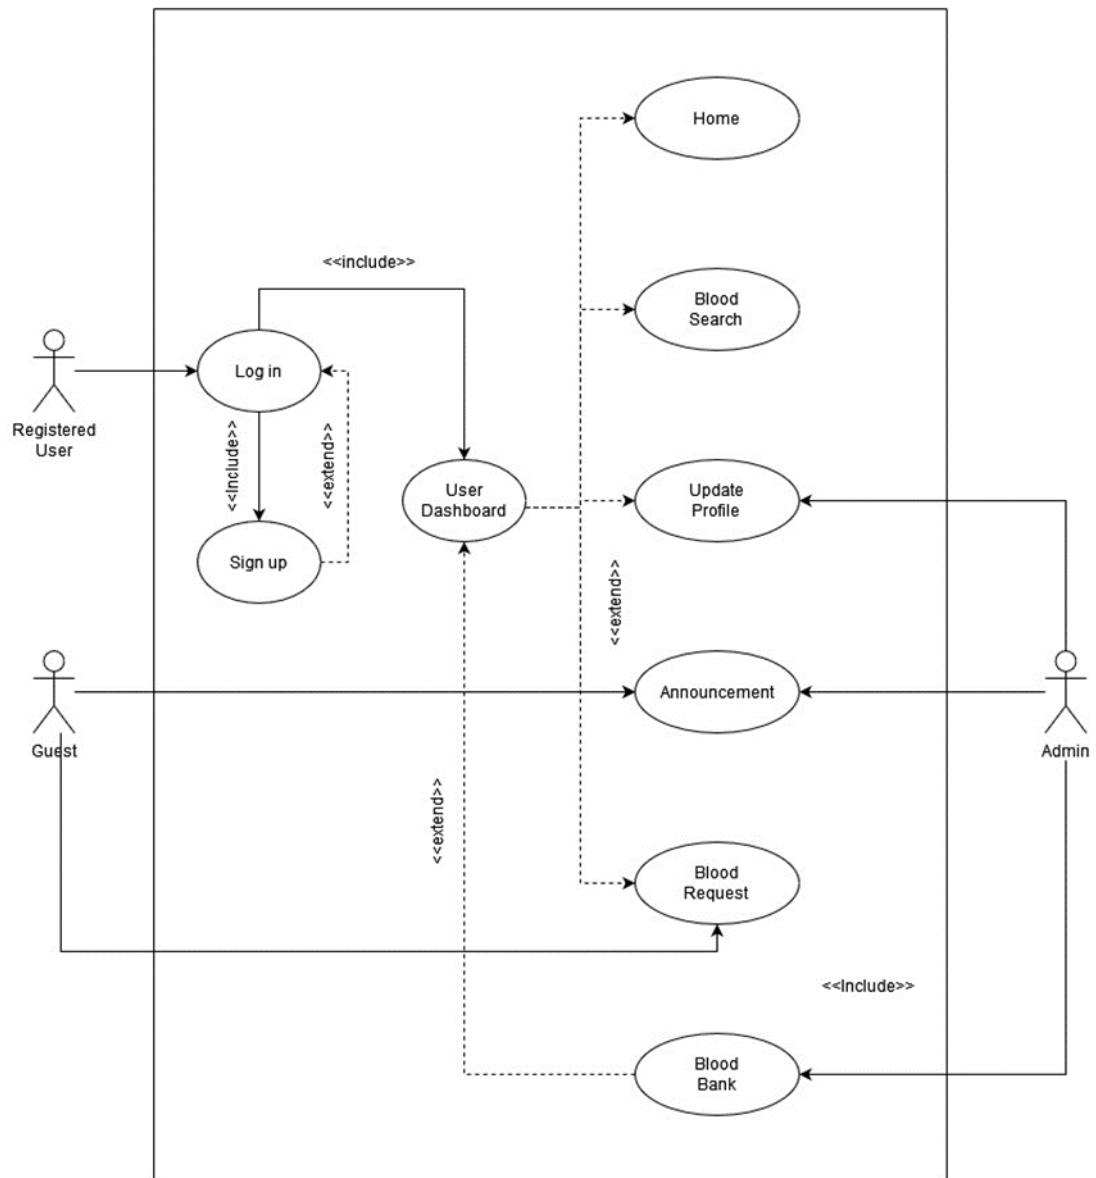 Home
<<include>>
Blood
Search
Log in
Registered
User
<<Include>>
<<extend>>
User
Dashboard
Update
Profile
Sign up
<<extend>>
Announcement
Guest
Admin
<<extend>>
Blood
Request
<<Include>>
Blood
Bank